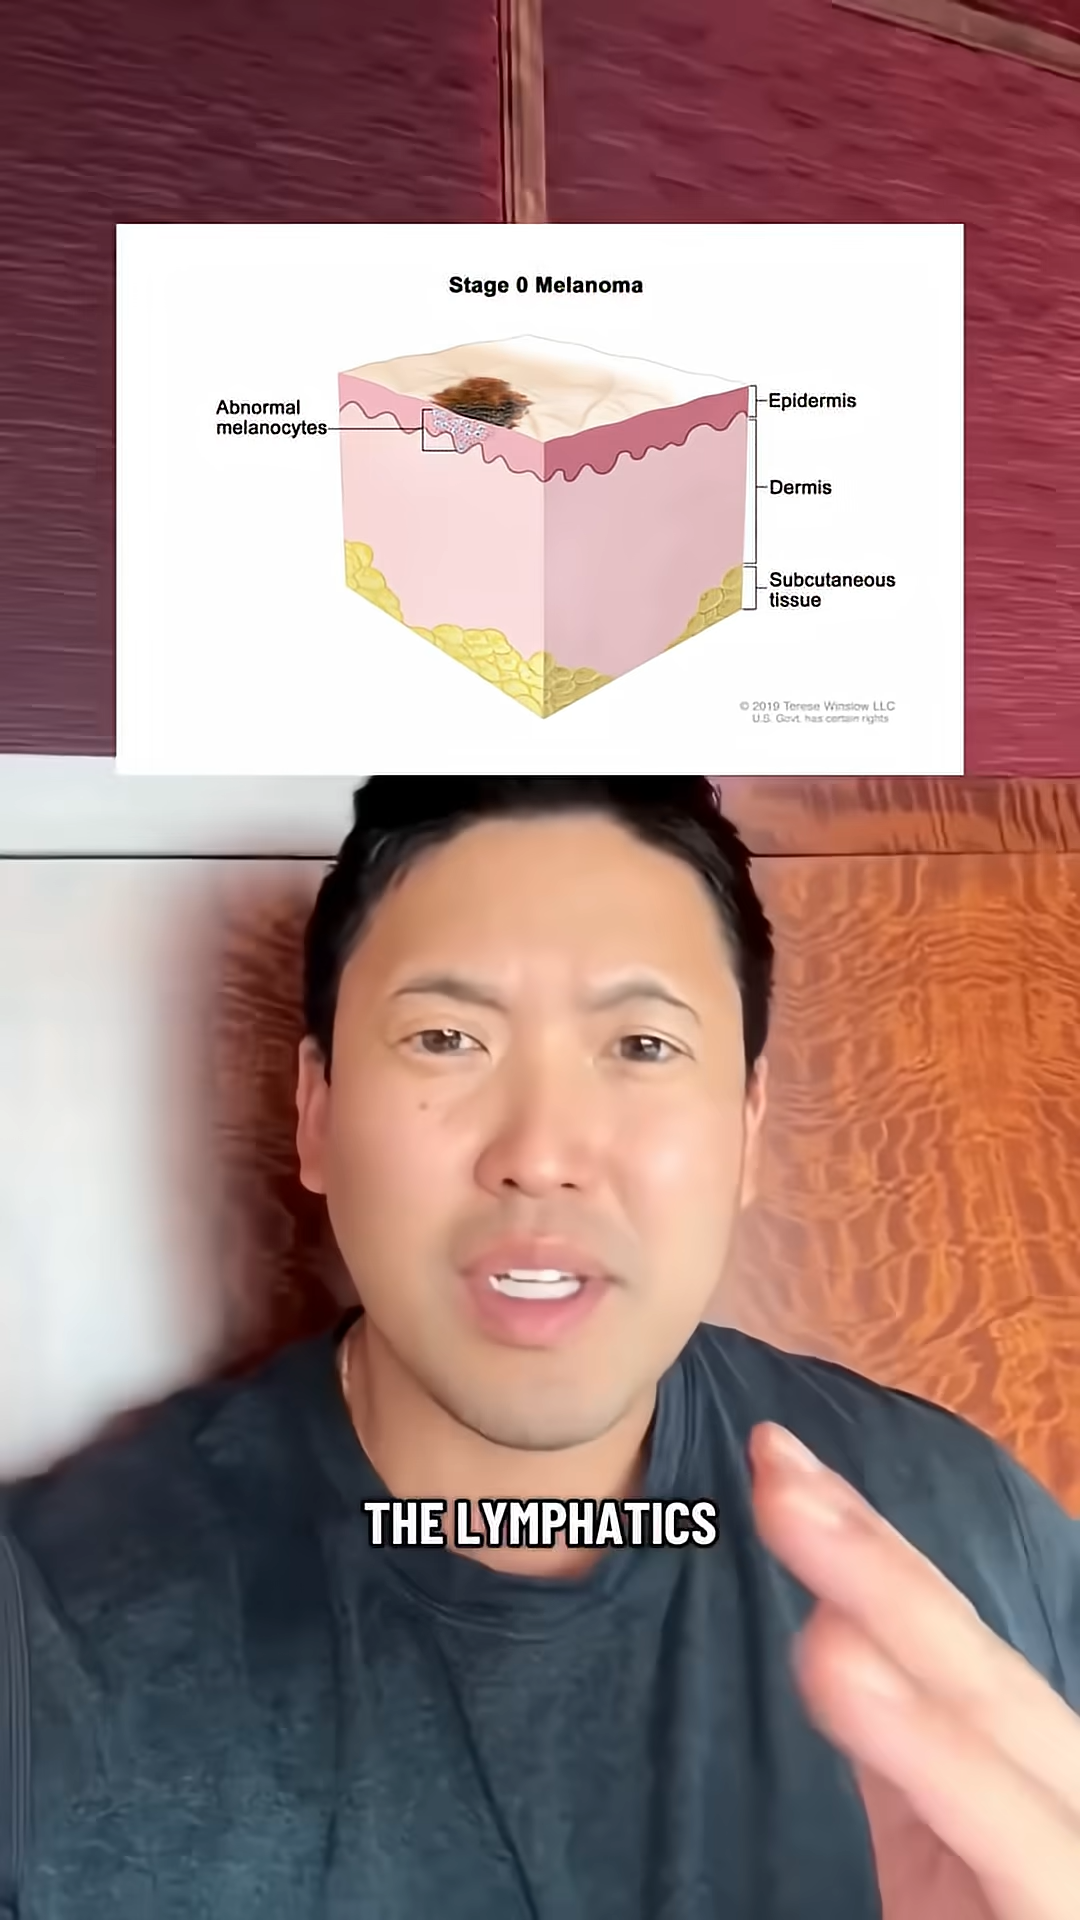 Stage 0 Melanoma
Abnormal
melanocytes
Epidermis
Dermis
Subcutaneous
tissue
© 2019 Terese Winslow LLC
U.S. Govt. has certain rights
THE LYMPHATICS